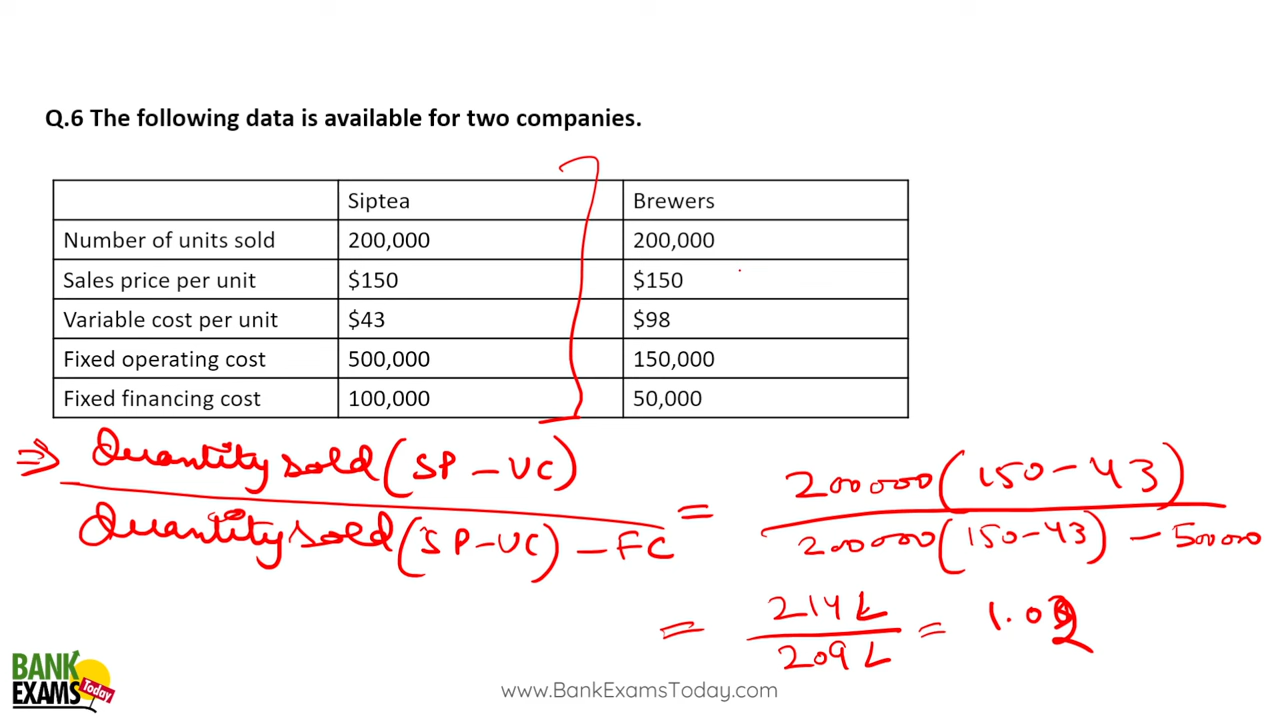 Q.6 The following data is available for two companies.
Siptea Brewers
Number of units sold 200,000 200,000
Sales price per unit $150 $150
Variable cost per unit $43 $98
Fixed operating cost 500,000 150,000
Fixed financing cost 100,000 50,000
⇒ Quantity sold (SP - VC) = 200000 (150 - 43)
Quantity sold (SP - VC) - FC 200000 (150 - 43) - 500000
= 214 L = 1.02
209 L
BANK
EXAMS Today
www.BankExamsToday.com